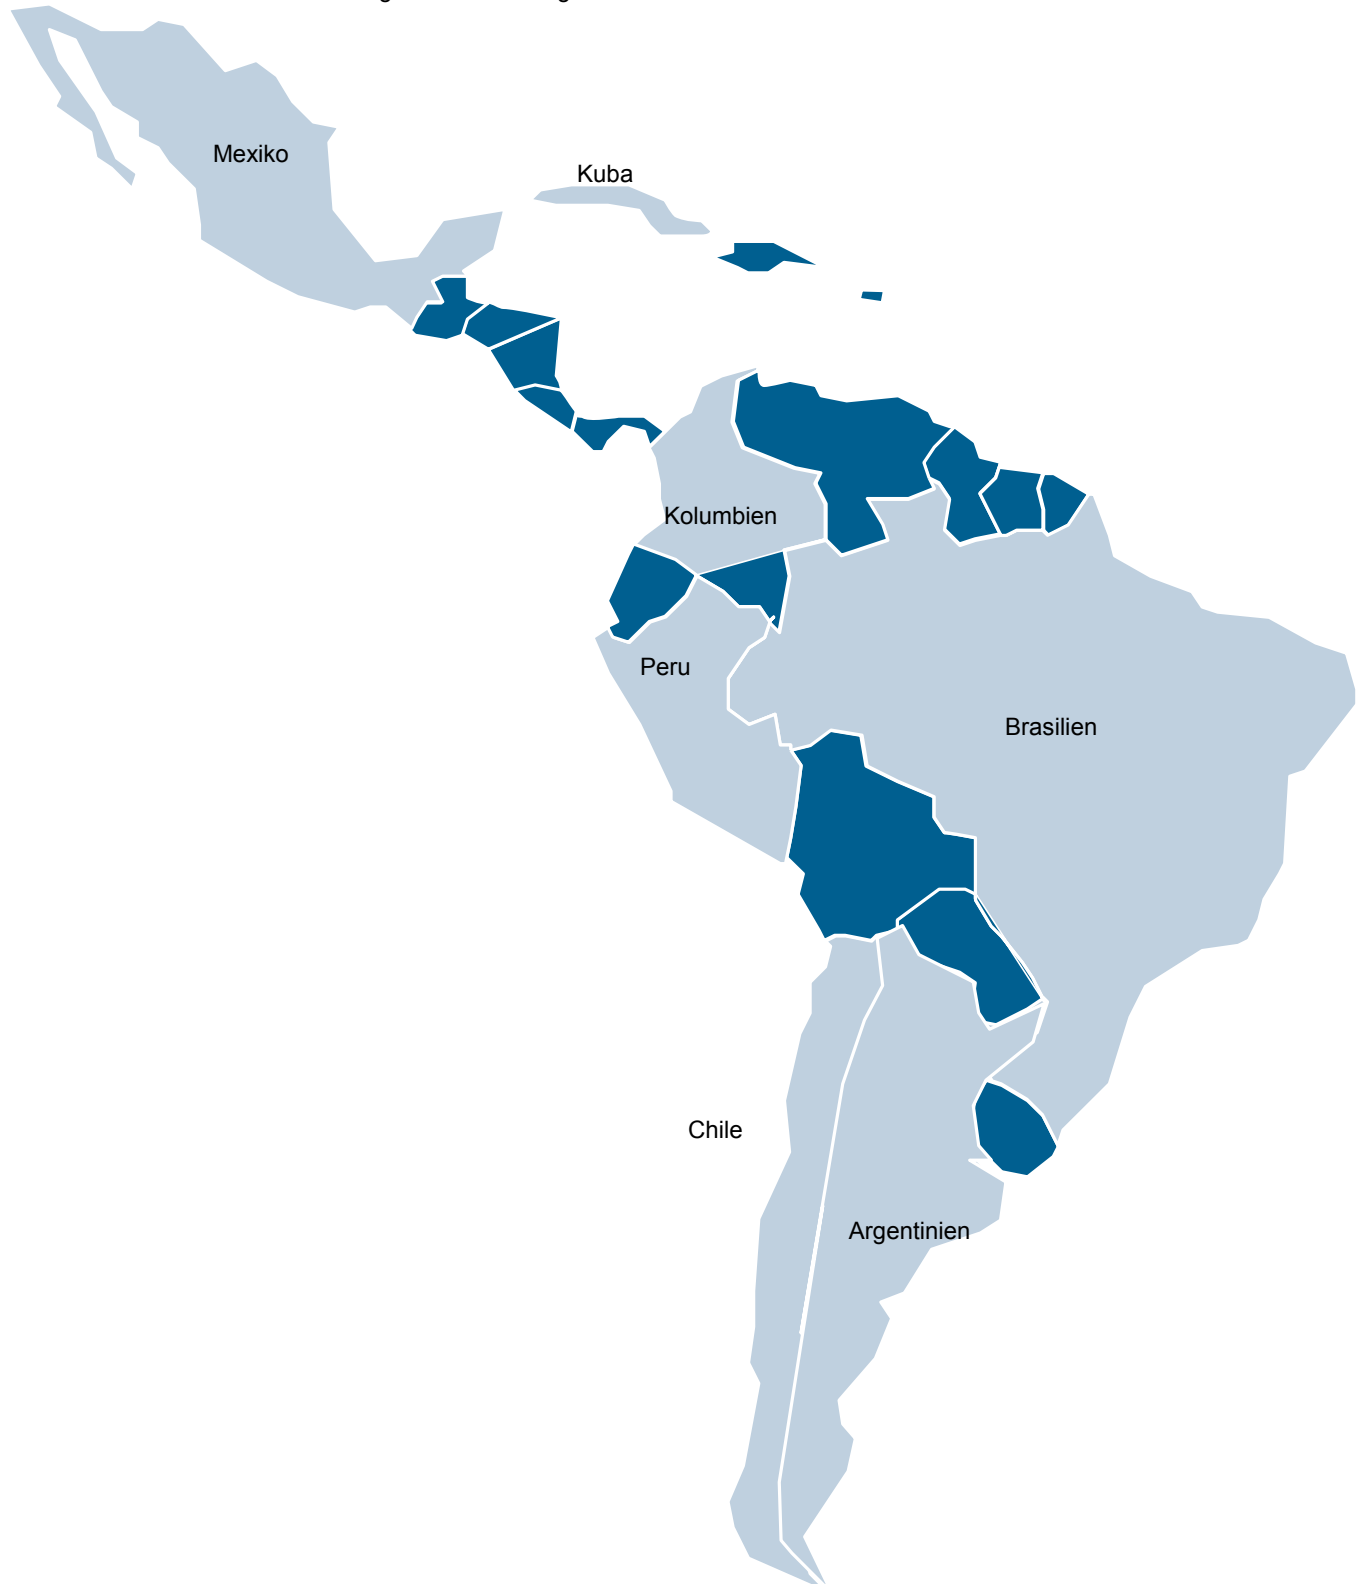 Mexiko
Kuba
Kolumbien
Peru
Brasilien
Chile
Argentinien